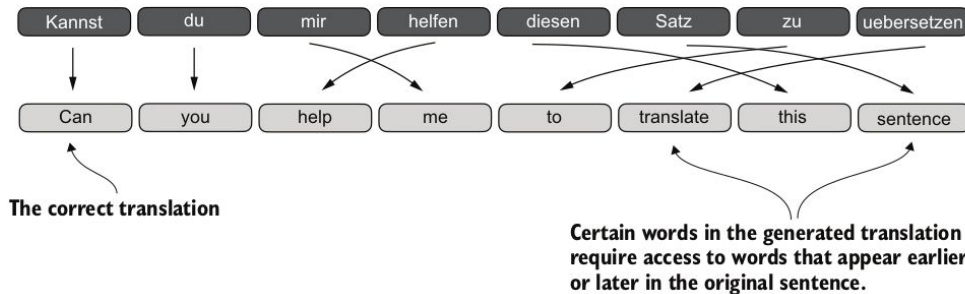 Kannst du mir helfen diesen Satz zu uebersetzen
Can you help me to translate this sentence
The correct translation
Certain words in the generated translation
require access to words that appear earlier
or later in the original sentence.